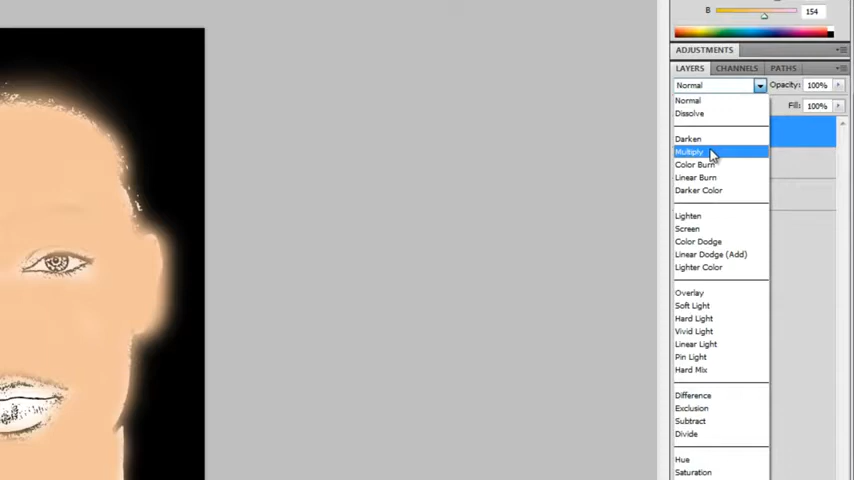 B 154
ADJUSTMENTS
LAYERS CHANNELS PATHS
Normal Opacity: 100%
Normal Fill: 100%
Dissolve
Darken
Multiply
Color Burn
Linear Burn
Darker Color
Lighten
Screen
Color Dodge
Linear Dodge (Add)
Lighter Color
Overlay
Soft Light
Hard Light
Vivid Light
Linear Light
Pin Light
Hard Mix
Difference
Exclusion
Subtract
Divide
Hue
Saturation